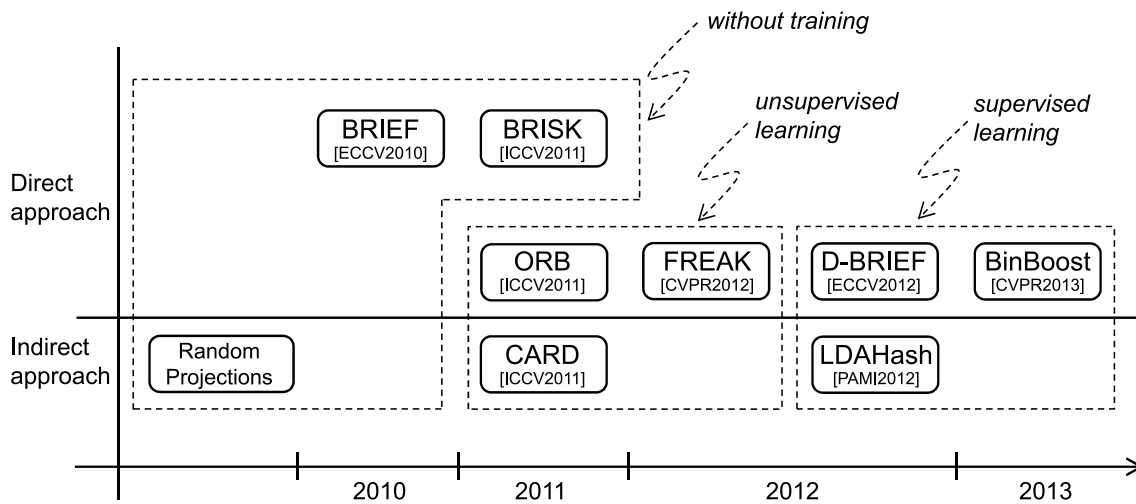 without training
unsupervised
learning
supervised
learning
BRIEF
[ECCV2010]
BRISK
[ICCV2011]
Direct
approach
ORB
[ICCV2011]
FREAK
[CVPR2012]
D-BRIEF
[ECCV2012]
BinBoost
[CVPR2013]
Indirect
approach
Random
Projections
CARD
[ICCV2011]
LDAHash
[PAMI2012]
2010
2011
2012
2013